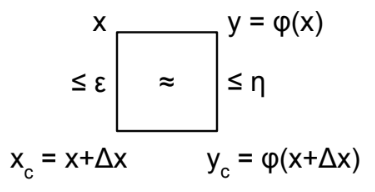 x y = φ(x)
≤ ε ≈ ≤ η
x_c = x+Δx y_c = φ(x+Δx)